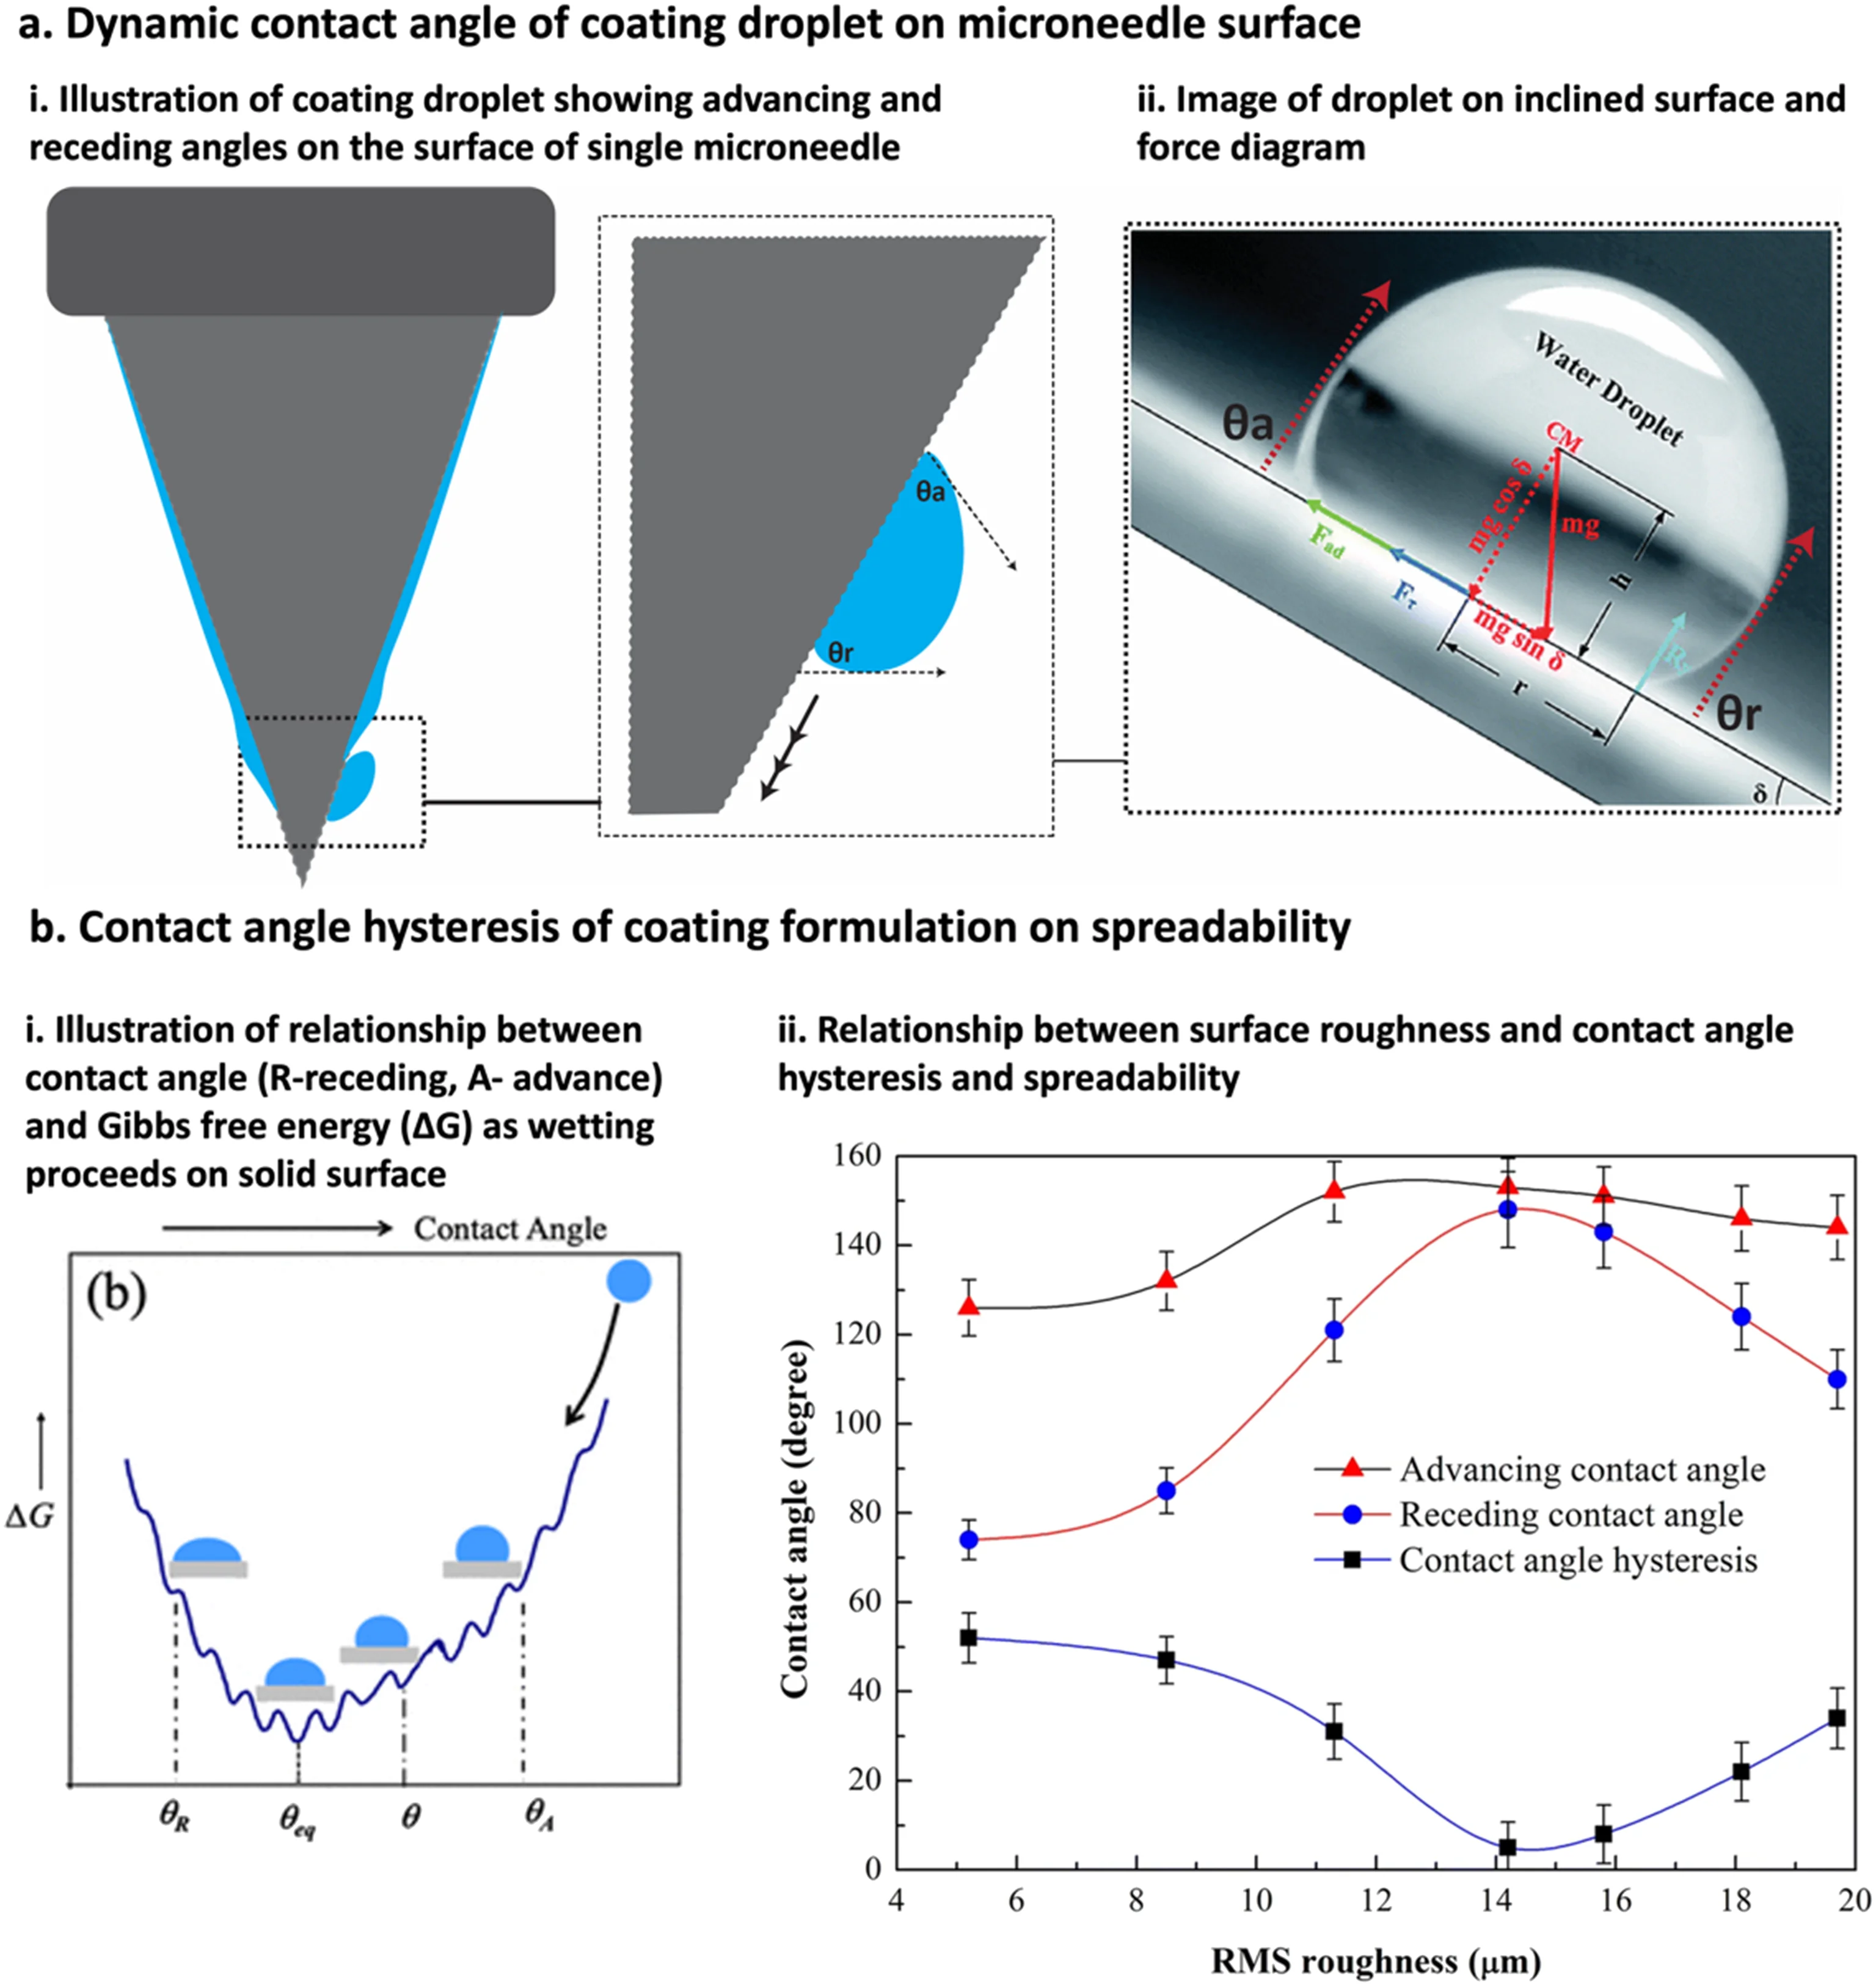 a. Dynamic contact angle of coating droplet on microneedle surface
i. Illustration of coating droplet showing advancing and
receding angles on the surface of single microneedle
θa
θr
ii. Image of droplet on inclined surface and
force diagram
θa
Water Droplet
CM
mg cos δ
mg
h
Fad
Fτ
mg sin δ
r
θr
δ
b. Contact angle hysteresis of coating formulation on spreadability
i. Illustration of relationship between
contact angle (R-receding, A- advance)
and Gibbs free energy (ΔG) as wetting
proceeds on solid surface
Contact Angle
(b)
ΔG
θR
θeq
θ
θA
ii. Relationship between surface roughness and contact angle
hysteresis and spreadability
Contact angle (degree)
160
140
120
100
80
60
40
20
0
Advancing contact angle
Receding contact angle
Contact angle hysteresis
4 6 8 10 12 14 16 18 20
RMS roughness (μm)